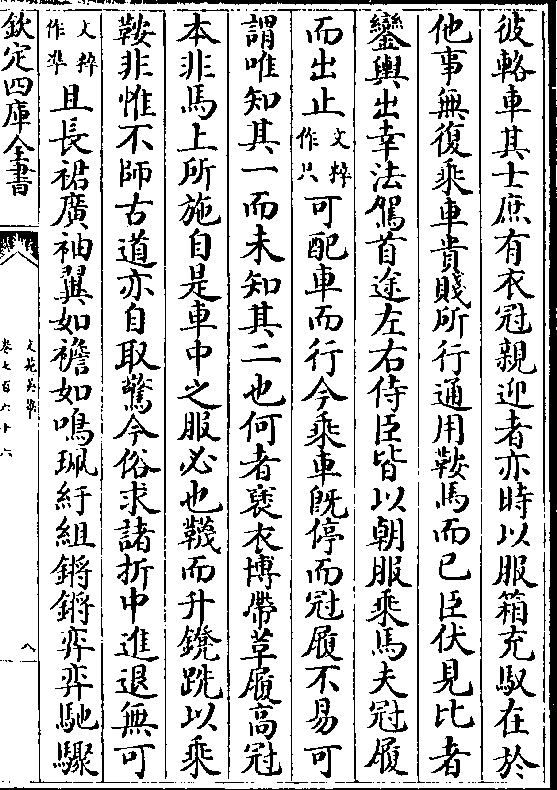 彼輅車其士庶有衣冠親迎者亦時以服箱充馭在於
他事無復乘車貴賤所行通用鞍馬而已臣伏見比者
鑾輿出幸法駕首途左右侍臣皆以朝服乘馬夫冠履
而出止文粹作只可配車而行今乘車旣停而冠履不易可
謂唯知其一而未知其二也何者裒衣博帶革履高冠
本非馬上所施自是車中之服必也韈而升鐙跣以乘
鞍非惟不師古道亦自取驚今俗求諸折中進退無可
文粹作準且長裙廣袖翼如襜如鳴珮紆組鏘鏘弈弈馳驟
欽定四庫全書
文苑英華
卷七百六十六
八